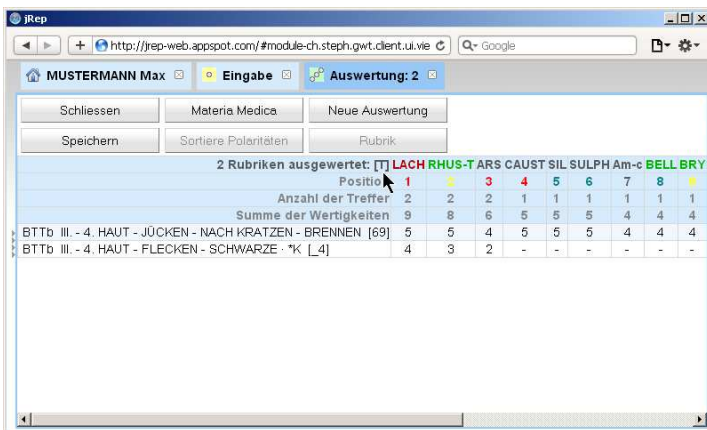 jRep
http://jrep-web.appspot.com/#module-ch.steph.gwt.client.ui.vie
Google
MUSTERMANN Max
Eingabe
Auswertung: 2
Schliessen Materia Medica Neue Auswertung
Speichern Sortiere Polaritäten Rubrik
2 Rubriken ausgewertet: [T] LACH RHUS-T ARS CAUST SIL SULPH Am-c BELL BRY
Position 1 2 3 4 5 6 7 8 9
Anzahl der Treffer 2 2 2 1 1 1 1 1 1
Summe der Wertigkeiten 9 8 6 5 5 5 4 4 4
BTTb III. - 4. HAUT - JÜCKEN - NACH KRATZEN - BRENNEN [69] 5 5 4 5 5 5 4 4 4
BTTb III. - 4. HAUT - FLECKEN - SCHWARZE · *K [_4] 4 3 2 - - - - - -